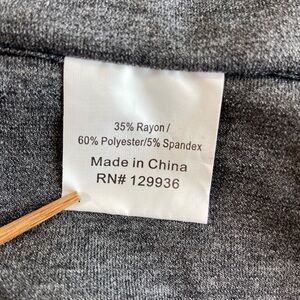 35% Rayon /
60% Polyester/5% Spandex
Made in China
RN# 129936